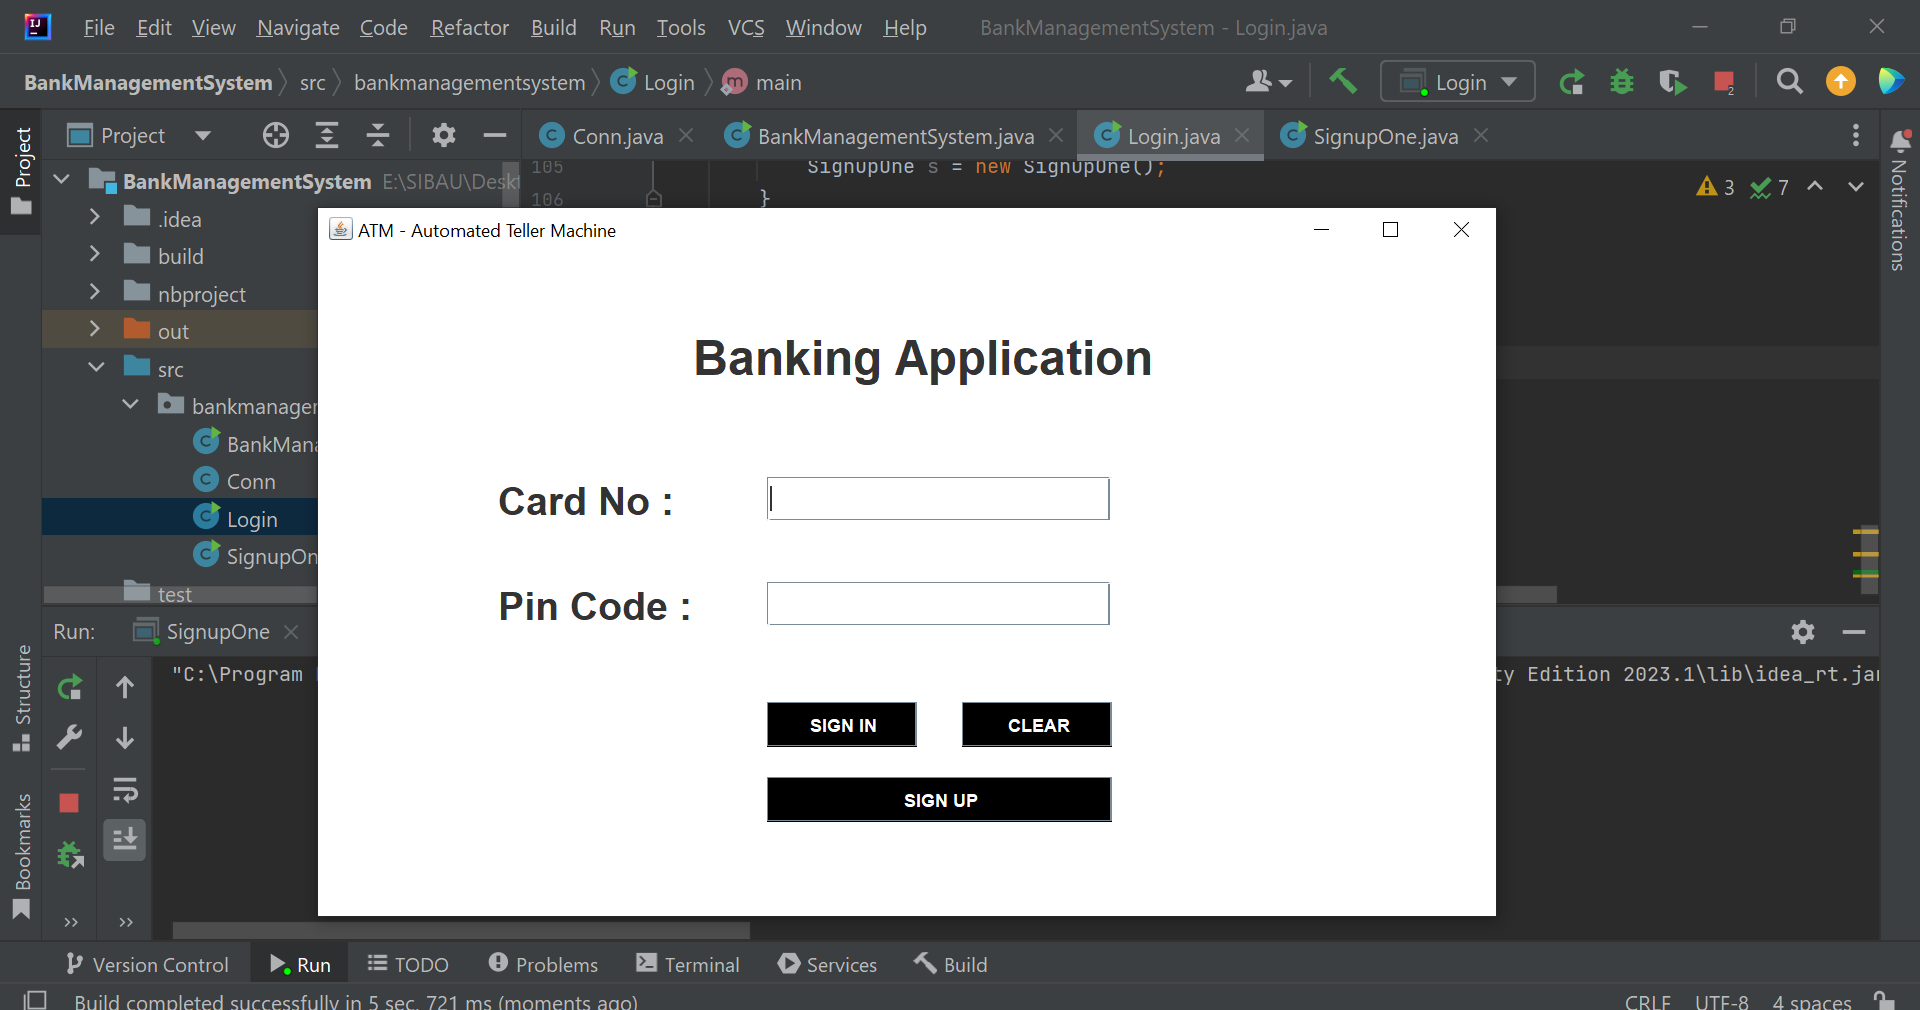 File Edit View Navigate Code Refactor Build Run Tools VCS Window Help BankManagementSystem - Login.java
BankManagementSystem src bankmanagementsystem Login main
Login
2
Project
Project
Conn.java BankManagementSystem.java Login.java SignupOne.java
BankManagementSystem E:\SIBAU\Deskt
.idea
build
nbproject
out
src
bankmanager
BankMana
Conn
Login
SignupOn
test
105 SignupOne s = new SignupOne();
106 }
3 7
Notifications
ATM - Automated Teller Machine
Banking Application
Card No :
Pin Code :
SIGN IN CLEAR
SIGN UP
Run: SignupOne
"C:\Program
ty Edition 2023.1\lib\idea_rt.jar
Structure
Bookmarks
Version Control Run TODO Problems Terminal Services Build
Build completed successfully in 5 sec, 721 ms (moments ago)
CRLF UTF-8 4 spaces